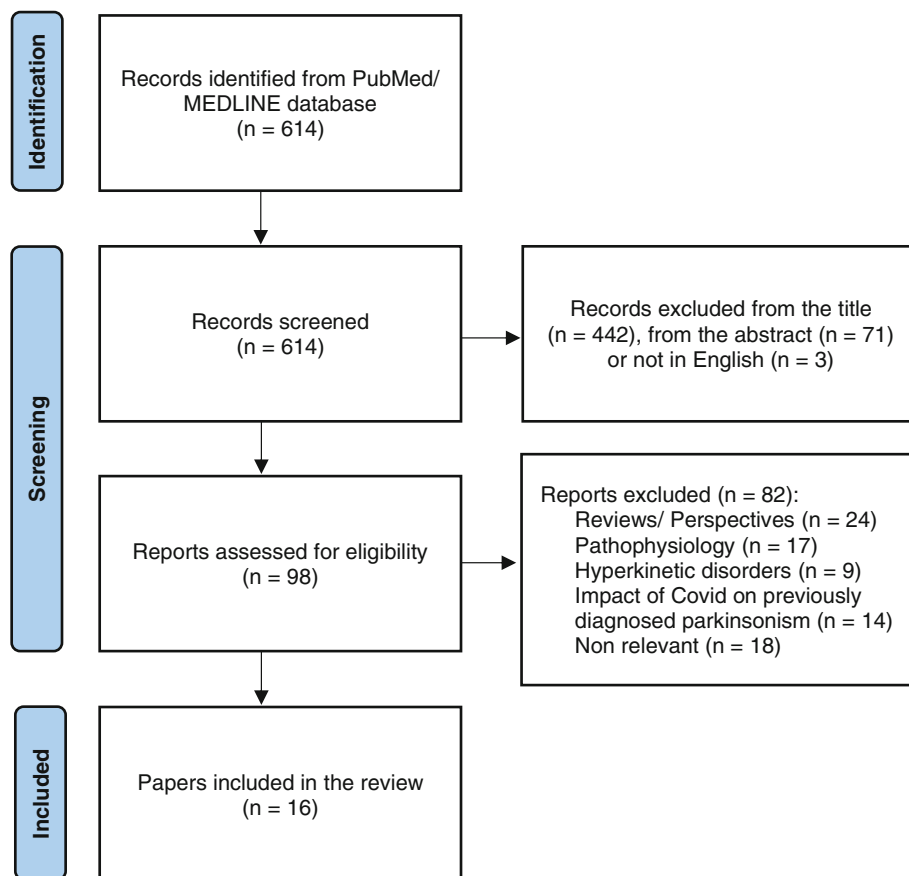 Identification
Records identified from PubMed/
MEDLINE database
(n = 614)
Screening
Records screened
(n = 614)
Records excluded from the title
(n = 442), from the abstract (n = 71)
or not in English (n = 3)
Reports assessed for eligibility
(n = 98)
Reports excluded (n = 82):
Reviews/ Perspectives (n = 24)
Pathophysiology (n = 17)
Hyperkinetic disorders (n = 9)
Impact of Covid on previously
diagnosed parkinsonism (n = 14)
Non relevant (n = 18)
Included
Papers included in the review
(n = 16)